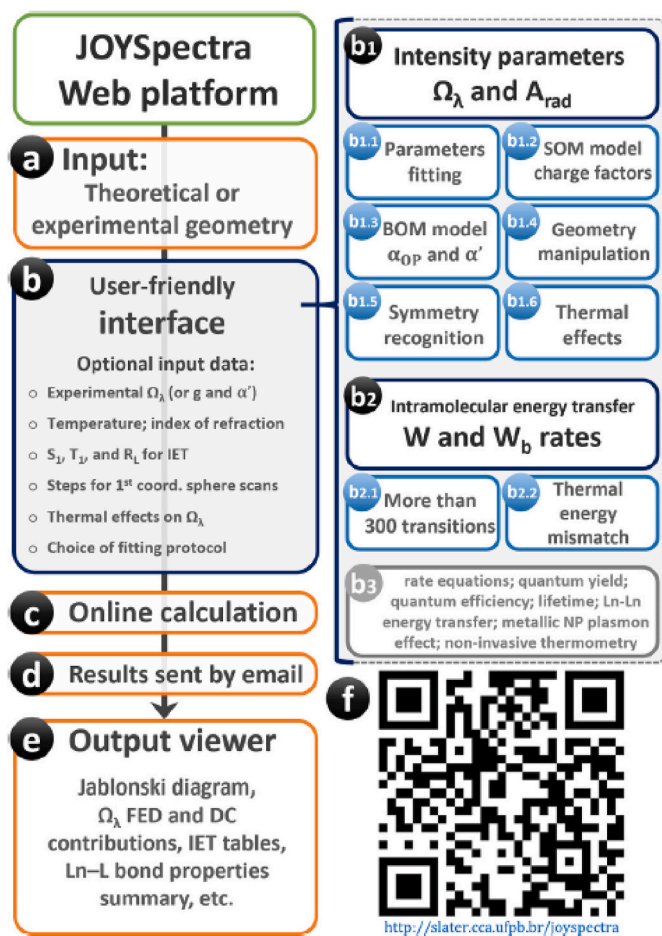 JOYSpectra
Web platform
a
Input:
Theoretical or
experimental geometry
b
User-friendly
interface
Optional input data:
○ Experimental Ωλ (or g and α')
○ Temperature; index of refraction
○ S₁, T₁, and R_L for IET
○ Steps for 1ˢᵗ coord. sphere scans
○ Thermal effects on Ωλ
○ Choice of fitting protocol
c
Online calculation
d
Results sent by email
e
Output viewer
Jablonski diagram,
Ωλ FED and DC
contributions, IET tables,
Ln–L bond properties
summary, etc.
b1
Intensity parameters
Ωλ and A_rad
b1.1
Parameters
fitting
b1.2
SOM model
charge factors
b1.3
BOM model
α_OP and α'
b1.4
Geometry
manipulation
b1.5
Symmetry
recognition
b1.6
Thermal
effects
b2
Intramolecular energy transfer
W and W_b rates
b2.1
More than
300 transitions
b2.2
Thermal
energy
mismatch
b3
rate equations; quantum yield;
quantum efficiency; lifetime; Ln-Ln
energy transfer; metallic NP plasmon
effect; non-invasive thermometry
f
http://slater.cca.ufpb.br/joyspectra